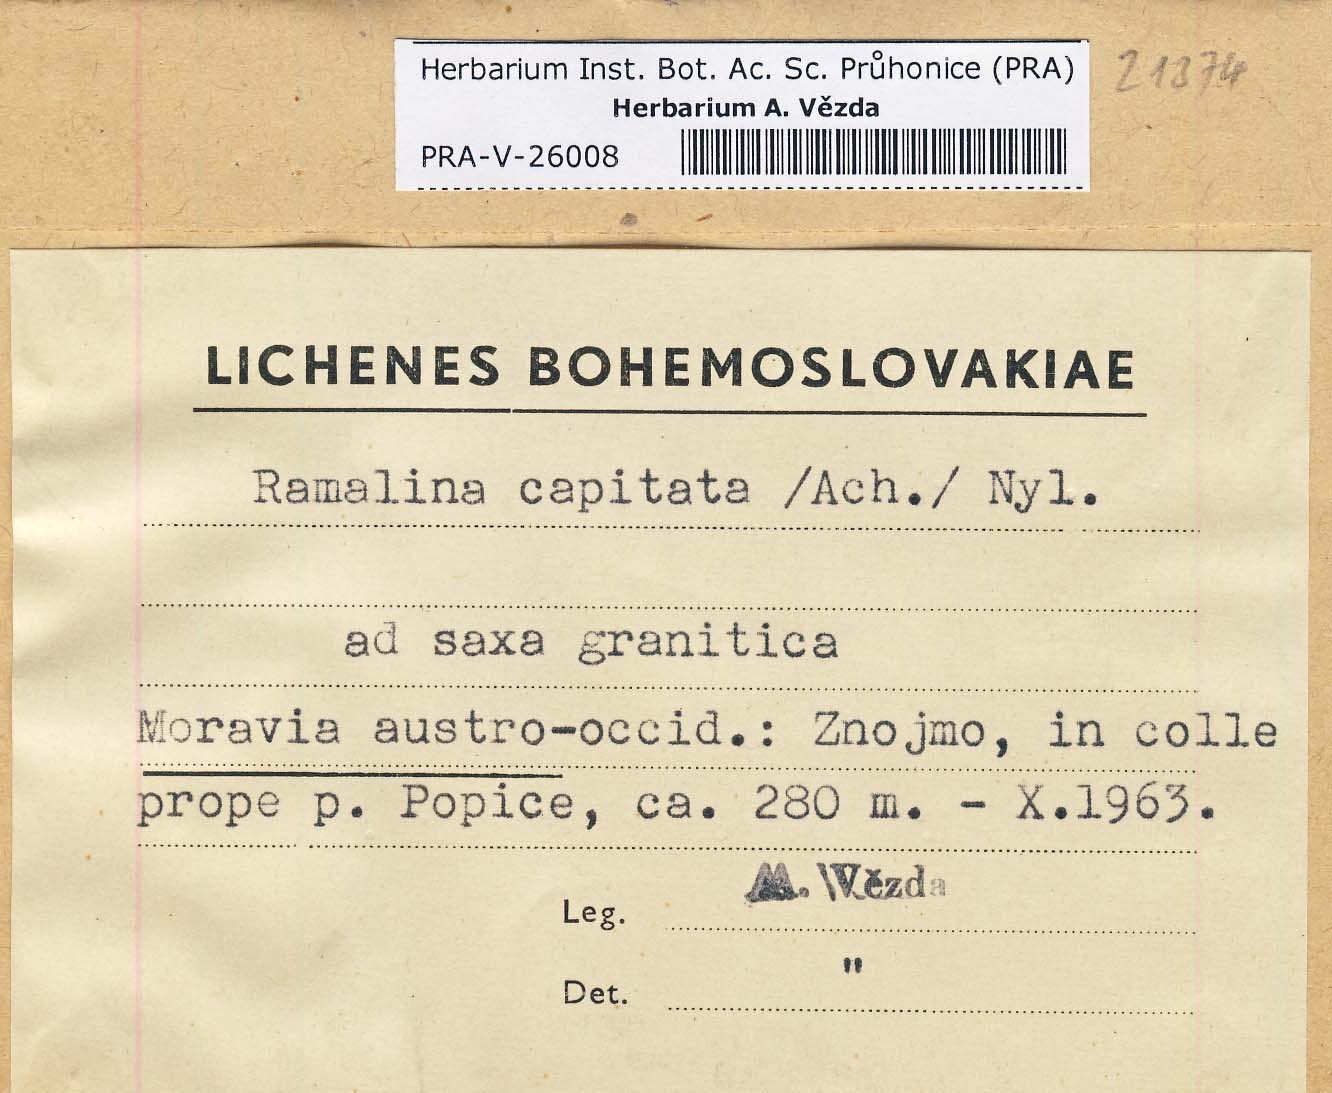 Herbarium Inst. Bot. Ac. Sc. Průhonice (PRA)
21374
Herbarium A. Vězda
PRA-V-26008
LICHENES BOHEMOSLOVAKIAE
Ramalina capitata /Ach./ Nyl.
ad saxa granitica
Moravia austro-occid.: Znojmo, in colle
prope p. Popice, ca. 280 m. - X.1963.
Leg. Vězda
Det. "